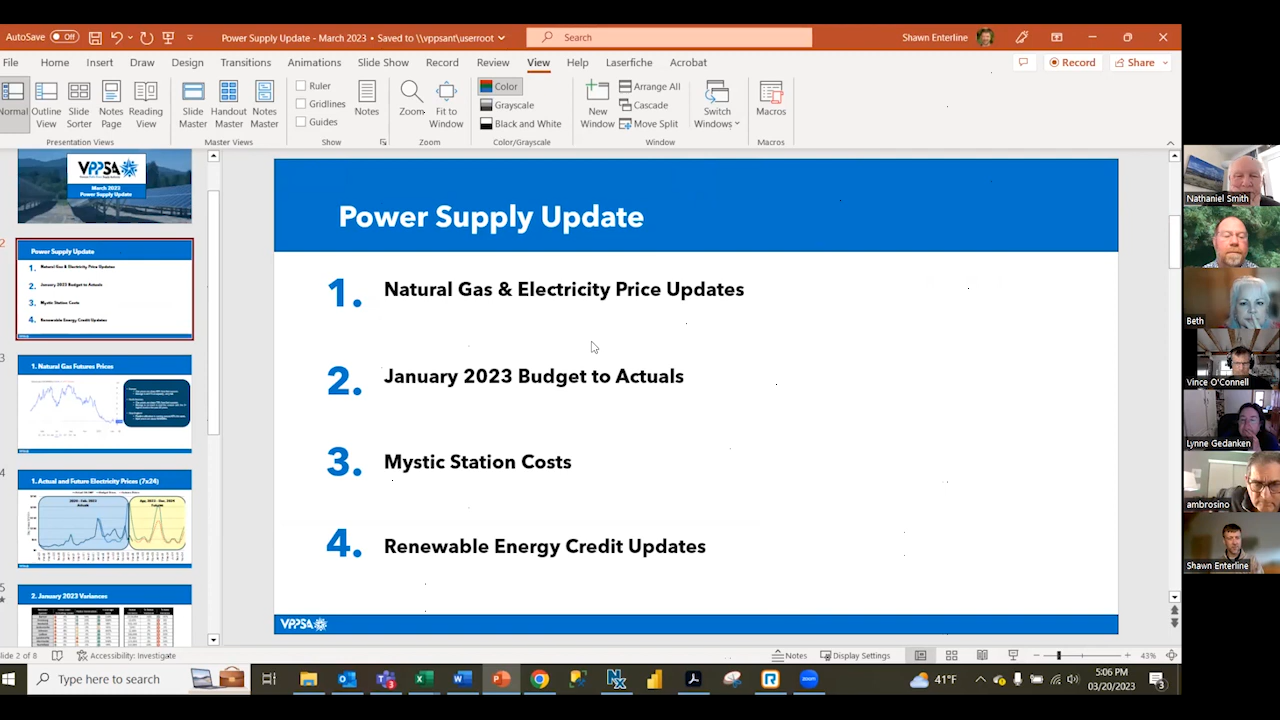 AutoSave Off
Power Supply Update - March 2023 • Saved to \\vppsant\userroot
Search
Shawn Enterline
File Home Insert Draw Design Transitions Animations Slide Show Record Review View Help Laserfiche Acrobat
Record Share
Normal
Outline View
Slide Sorter
Notes Page
Reading View
Presentation Views
Slide Master
Handout Master
Notes Master
Master Views
Ruler
Gridlines
Guides
Show
Notes
Zoom
Fit to Window
Zoom
Color
Grayscale
Black and White
Color/Grayscale
New Window
Arrange All
Cascade
Move Split
Switch Windows
Window
Macros
Macros
VPPSA
March 2023
Power Supply Update
2
Power Supply Update
1. Natural Gas & Electricity Price Updates
2. January 2023 Budget to Actuals
3. Mystic Station Costs
4. Renewable Energy Credit Updates
3
1. Natural Gas Futures Prices
4
1. Actual and Future Electricity Prices (7x24)
5
2. January 2023 Variances
Power Supply Update
1. Natural Gas & Electricity Price Updates
2. January 2023 Budget to Actuals
3. Mystic Station Costs
4. Renewable Energy Credit Updates
VPPSA
Nathaniel Smith
Beth
Vince O'Connell
Lynne Gedanken
ambrosino
Shawn Enterline
Slide 2 of 8
Accessibility: Investigate
Notes
Display Settings
43%
Type here to search
zoom
41°F
5:06 PM
03/20/2023
3